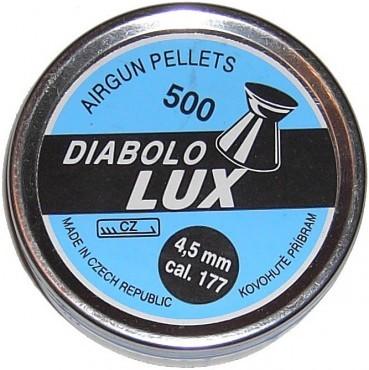 AIRGUN PELLETS
500
DIABOLO
LUX
CZ
4,5 mm
cal. 177
MADE IN CZECH REPUBLIC
KOVOHUTĚ PŘÍBRAM